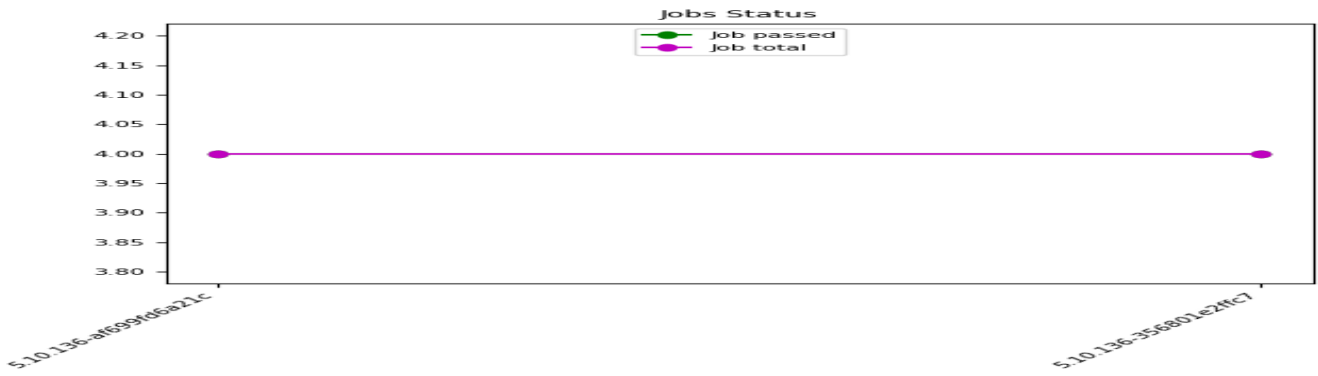 Jobs Status
Job passed
Job total
4.20
4.15
4.10
4.05
4.00
3.95
3.90
3.85
3.80
5.10.136-af699fd6a21c
5.10.136-356801e2ffc7